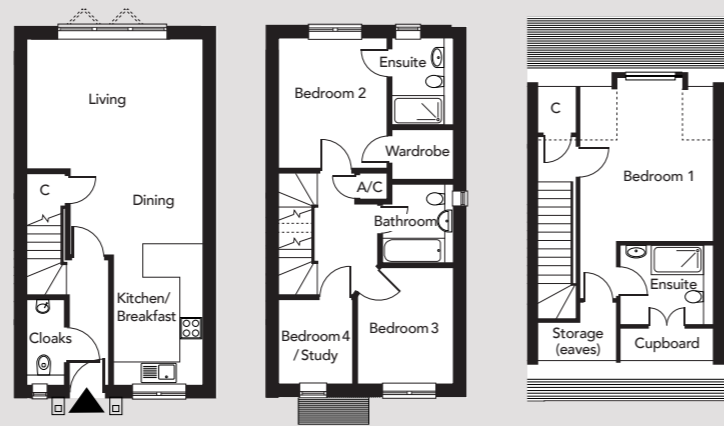 Living
C
Dining
Kitchen/
Breakfast
Cloaks
Ensuite
Bedroom 2
Wardrobe
A/C
Bathroom
Bedroom 4
/ Study
Bedroom 3
C
Bedroom 1
Ensuite
Storage
(eaves)
Cupboard